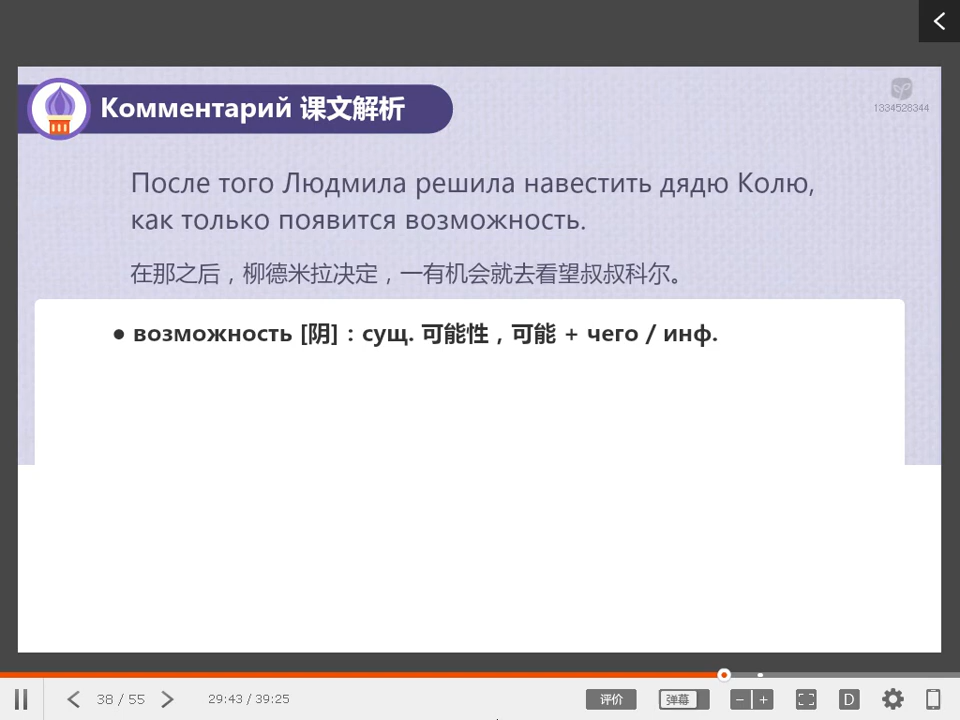 Комментарий 课文解析
1334528344
После того Людмила решила навестить дядю Колю,
как только появится возможность.
在那之后，柳德米拉决定，一有机会就去看望叔叔科尔。
● возможность [阴]：сущ. 可能性，可能 + чего / инф.
38 / 55
29:43 / 39:25
评价
弹幕
D